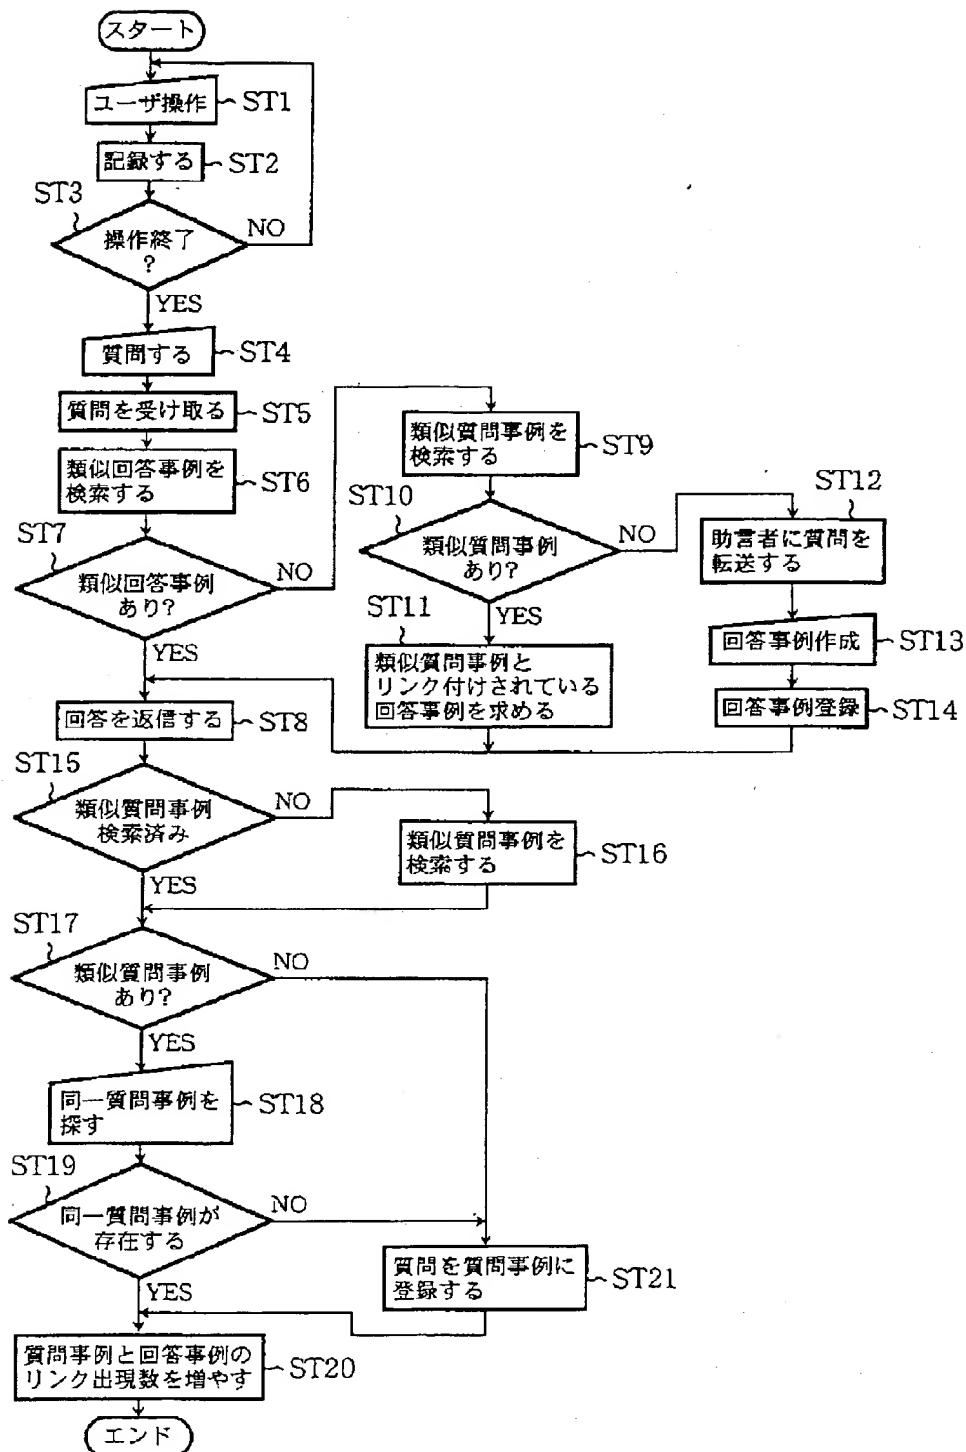 スタート
ユーザ操作
ST1
記録する
ST2
ST3
操作終了
?
NO
YES
質問する
ST4
質問を受け取る
ST5
類似回答事例を
検索する
ST6
ST7
類似回答事例
あり?
NO
YES
類似質問事例を
検索する
ST9
ST10
類似質問事例
あり?
NO
YES
ST11
類似質問事例と
リンク付けされている
回答事例を求める
ST12
助言者に質問を
転送する
回答事例作成
ST13
回答事例登録
ST14
回答を返信する
ST8
ST15
類似質問事例
検索済み
NO
YES
類似質問事例を
検索する
ST16
ST17
類似質問事例
あり?
NO
YES
同一質問事例を
探す
ST18
ST19
同一質問事例が
存在する
NO
YES
質問を質問事例に
登録する
ST21
質問事例と回答事例の
リンク出現数を増やす
ST20
エンド